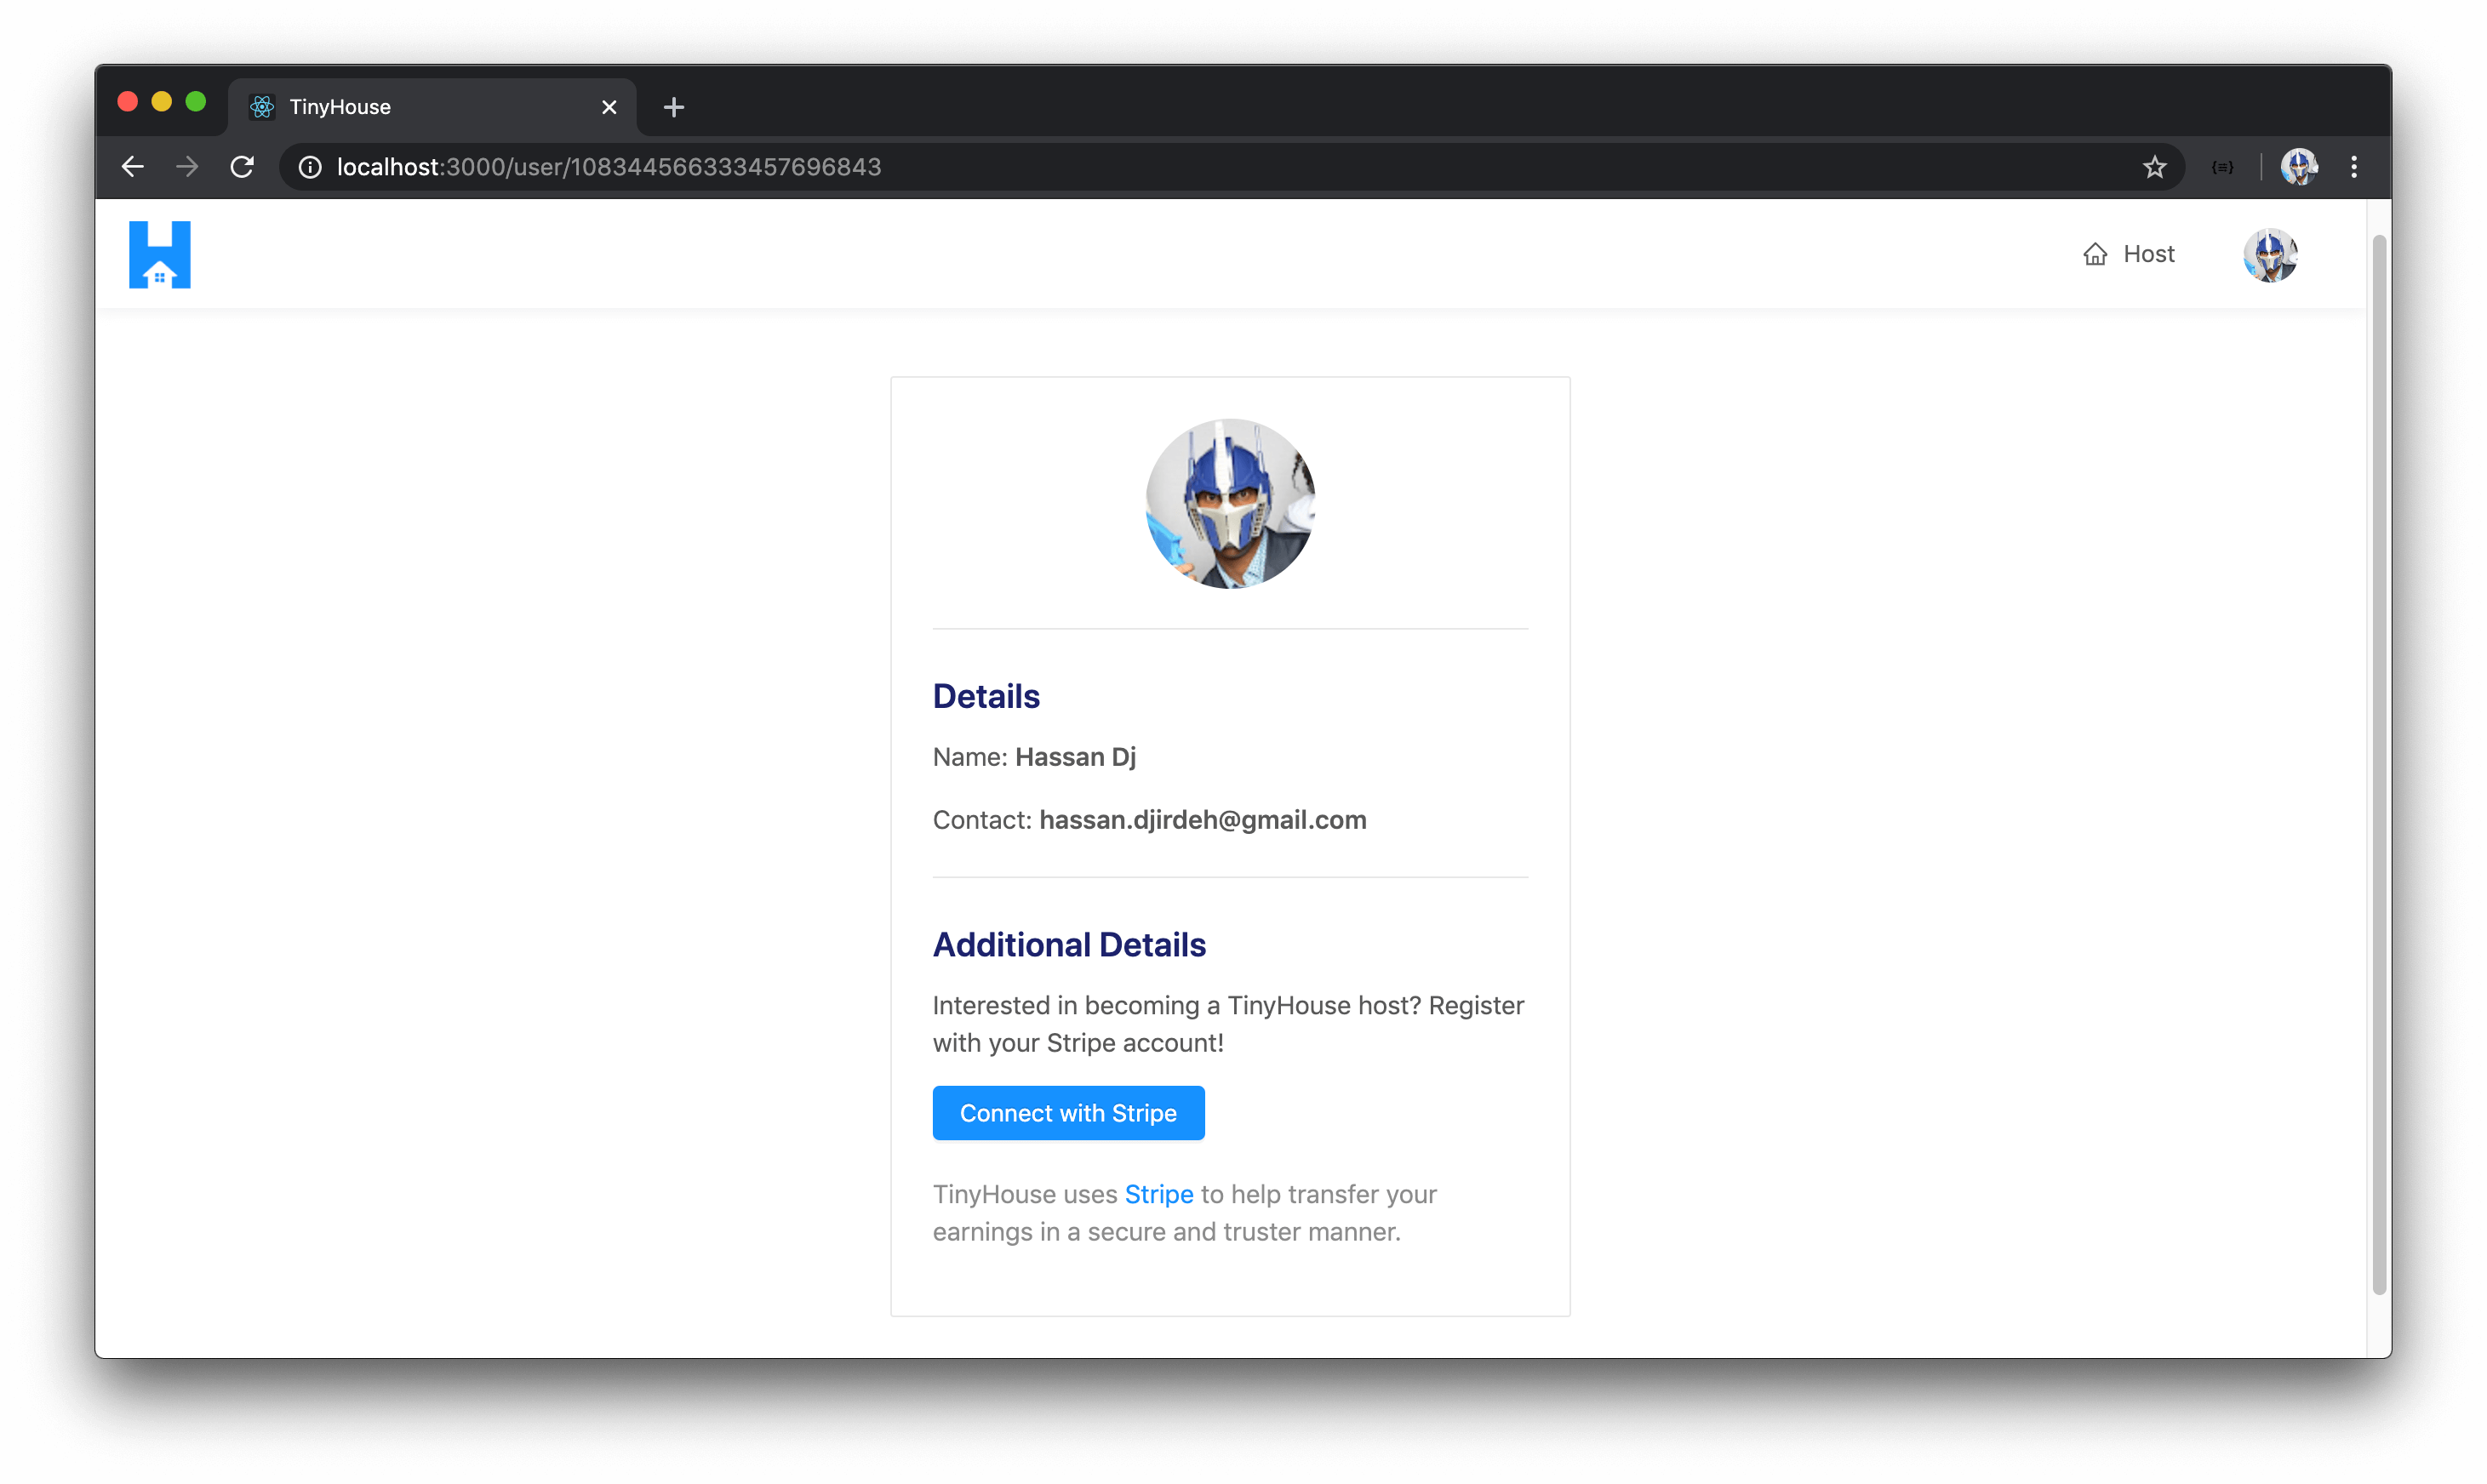 TinyHouse
localhost:3000/user/108344566333457696843
Host
Details
Name: Hassan Dj
Contact: hassan.djirdeh@gmail.com
Additional Details
Interested in becoming a TinyHouse host? Register
with your Stripe account!
Connect with Stripe
TinyHouse uses Stripe to help transfer your
earnings in a secure and truster manner.